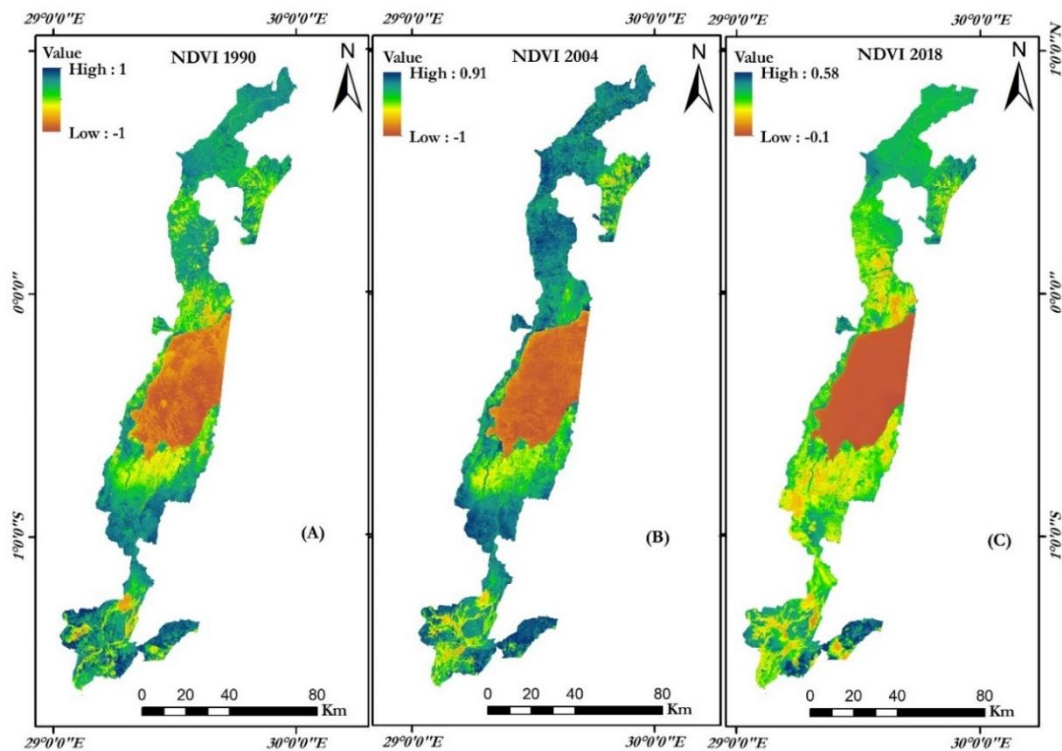 29°0'0"E 30°0'0"E 29°0'0"E 30°0'0"E 29°0'0"E 30°0'0"E
Value NDVI 1990 N
High : 1
Low : -1
Value NDVI 2004 N
High : 0.91
Low : -1
Value NDVI 2018 N
High : 0.58
Low : -0.1
1°0'0"N
0°0'0" 0°0'0"
1°0'0"S 1°0'0"S
(A) (B) (C)
0 20 40 80
Km
0 20 40 80
Km
0 20 40 80
Km
29°0'0"E 30°0'0"E 29°0'0"E 30°0'0"E 29°0'0"E 30°0'0"E